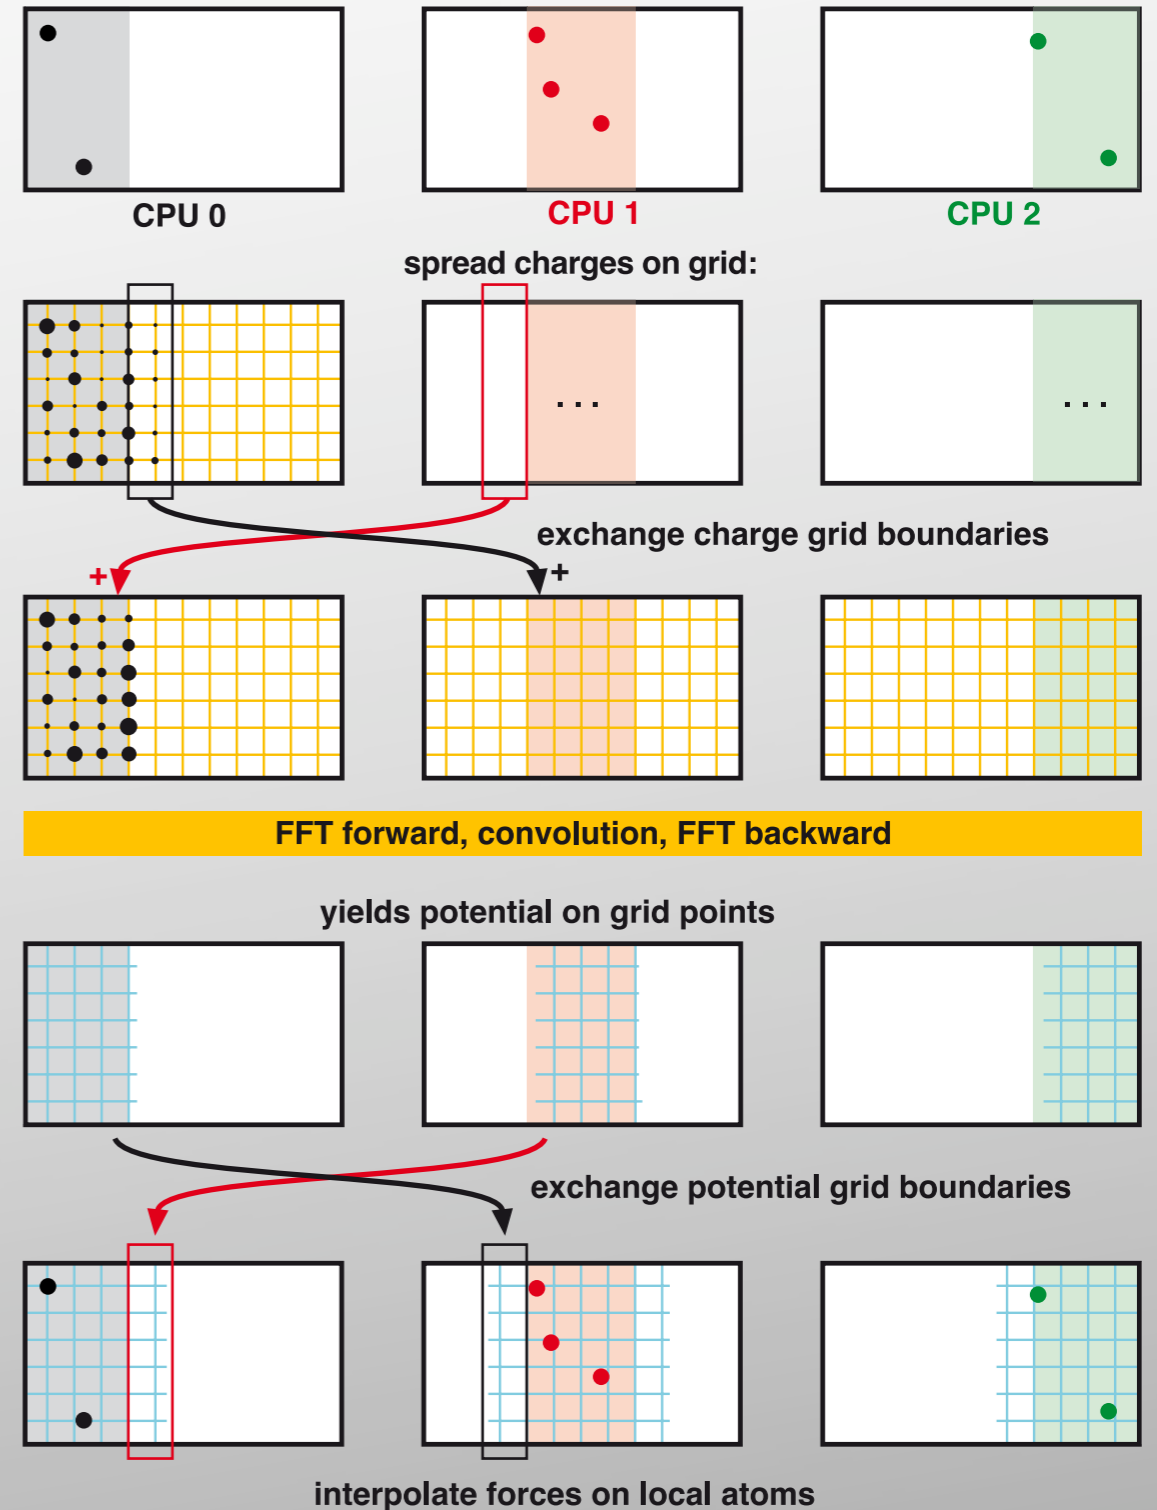 CPU 0
CPU 1
CPU 2
spread charges on grid:
...
...
exchange charge grid boundaries
+
+
FFT forward, convolution, FFT backward
yields potential on grid points
exchange potential grid boundaries
interpolate forces on local atoms